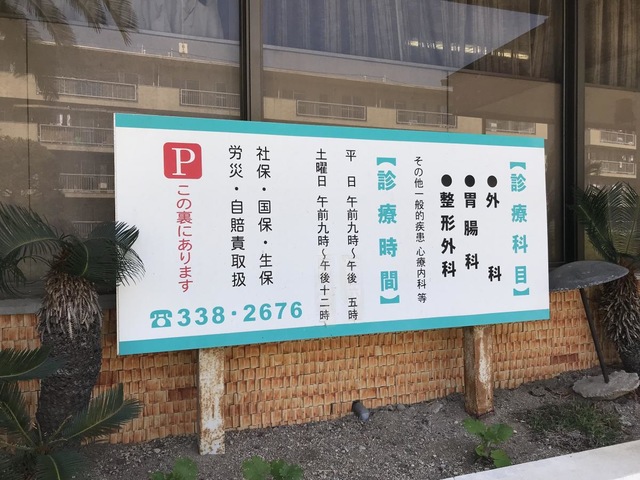 【診療科目】
●外科
●胃腸科
●整形外科
その他一般的疾患 心療内科 等
【診療時間】
平日 午前九時〜午後 五時
土曜日 午前九時〜午後十二時
社保・国保・生保
労災・自賠責取扱
P
この裏にあります
☎338・2676